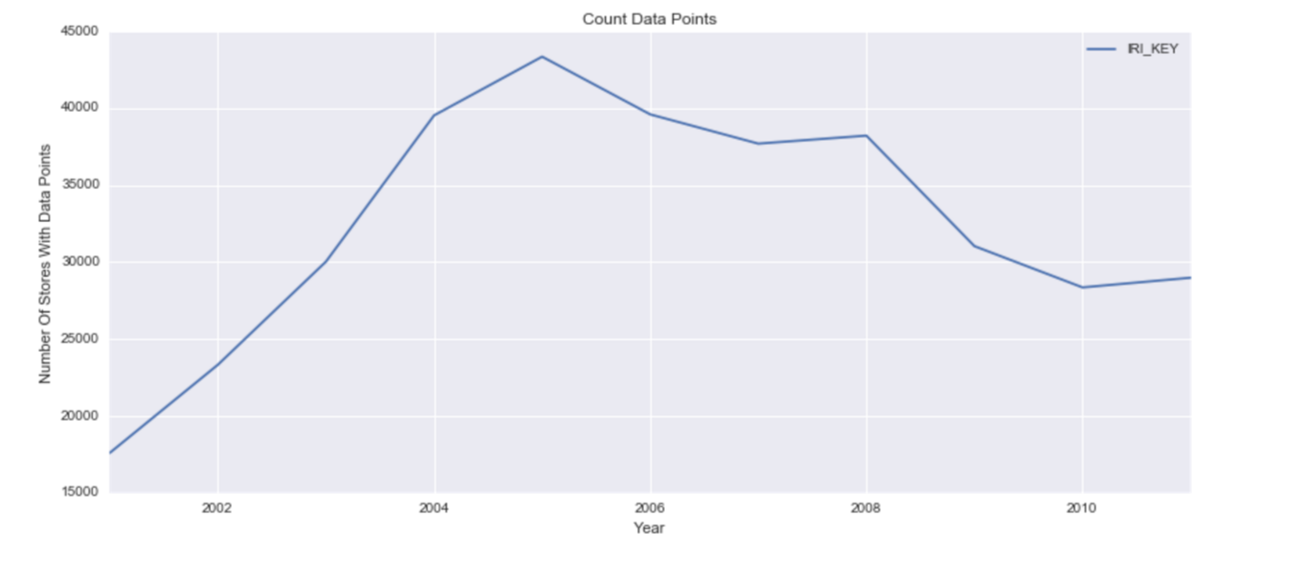 Count Data Points
IRI_KEY
45000
40000
35000
30000
25000
20000
15000
Number Of Stores With Data Points
2002 2004 2006 2008 2010
Year